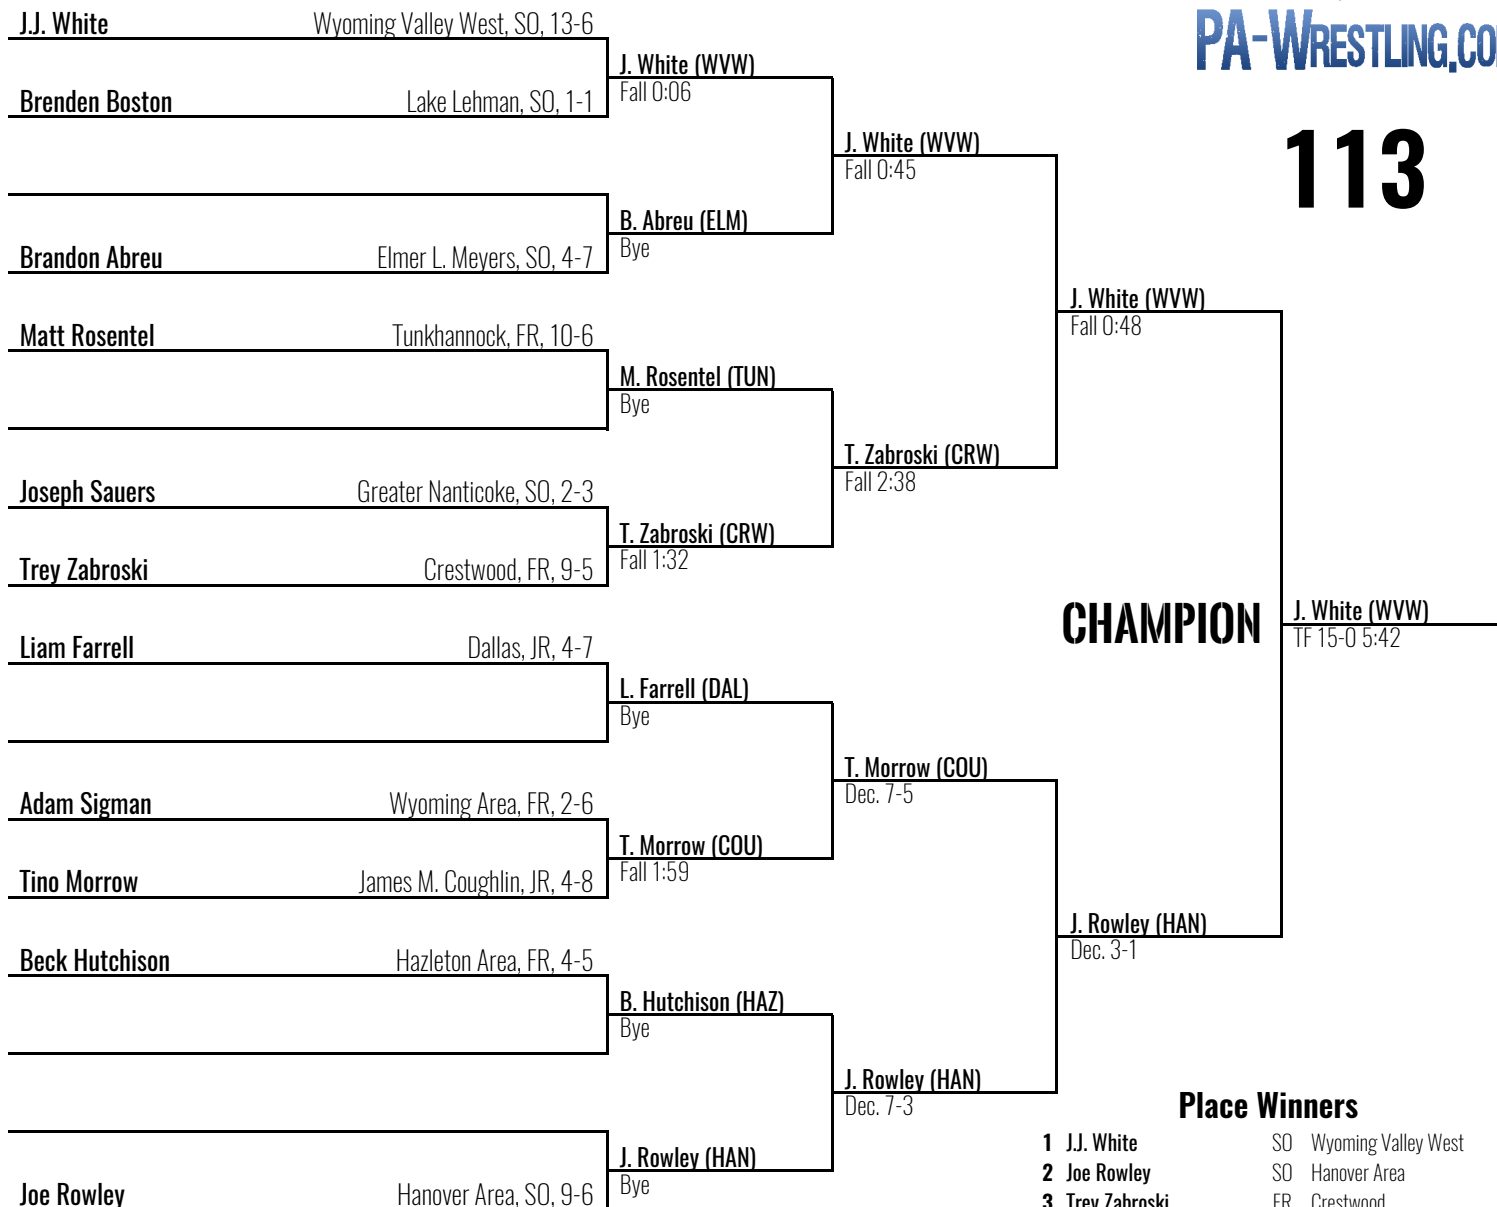 PA-WRESTLING.CO
113
J.J. White Wyoming Valley West, SO, 13-6
J. White (WVW)
Fall 0:06
Brenden Boston Lake Lehman, SO, 1-1
J. White (WVW)
Fall 0:45
B. Abreu (ELM)
Bye
Brandon Abreu Elmer L. Meyers, SO, 4-7
J. White (WVW)
Fall 0:48
Matt Rosentel Tunkhannock, FR, 10-6
M. Rosentel (TUN)
Bye
T. Zabroski (CRW)
Fall 2:38
Joseph Sauers Greater Nanticoke, SO, 2-3
T. Zabroski (CRW)
Fall 1:32
Trey Zabroski Crestwood, FR, 9-5
CHAMPION
J. White (WVW)
TF 15-0 5:42
Liam Farrell Dallas, JR, 4-7
L. Farrell (DAL)
Bye
T. Morrow (COU)
Dec. 7-5
Adam Sigman Wyoming Area, FR, 2-6
T. Morrow (COU)
Fall 1:59
Tino Morrow James M. Coughlin, JR, 4-8
J. Rowley (HAN)
Dec. 3-1
Beck Hutchison Hazleton Area, FR, 4-5
B. Hutchison (HAZ)
Bye
J. Rowley (HAN)
Dec. 7-3
J. Rowley (HAN)
Bye
Joe Rowley Hanover Area, SO, 9-6
Place Winners
1 J.J. White SO Wyoming Valley West
2 Joe Rowley SO Hanover Area
3 Trey Zabroski FR Crestwood